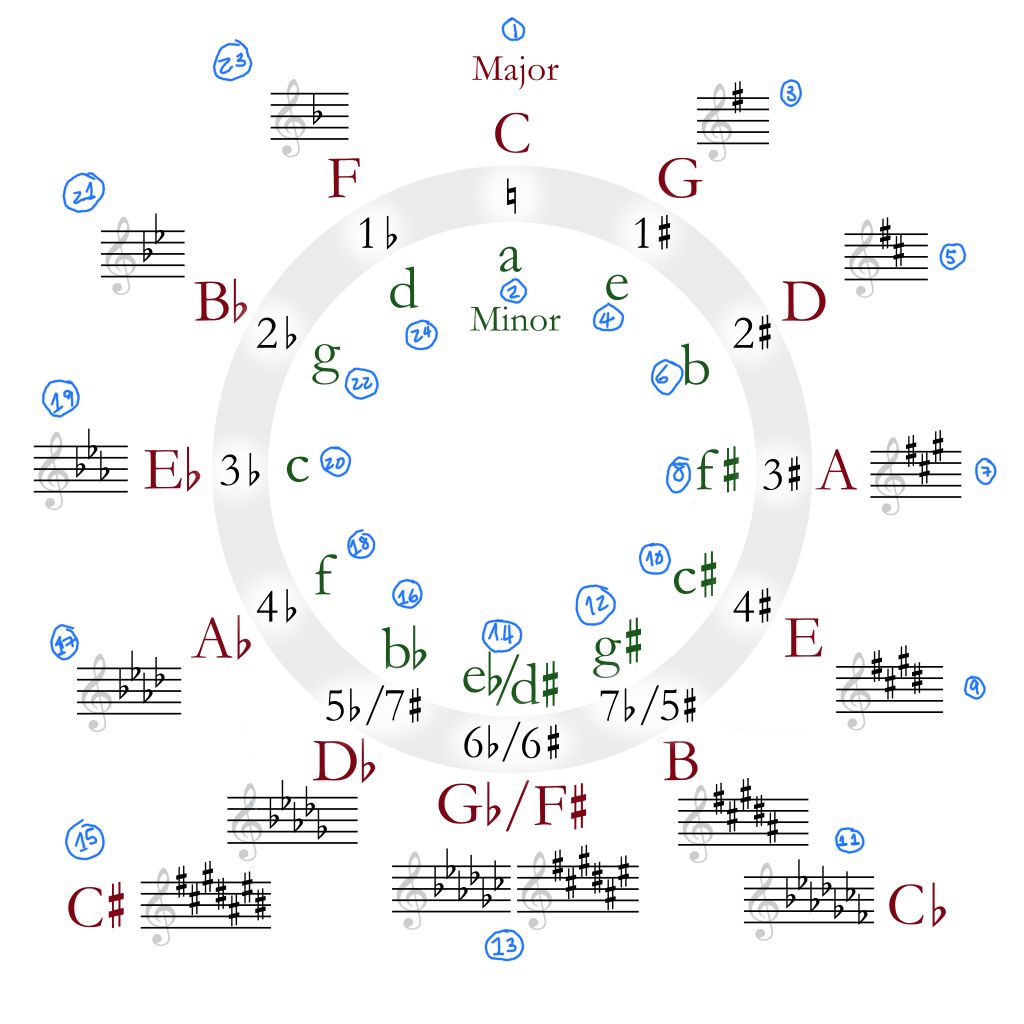 1
23
Major
3
C
F
G
21
♮
1♭
1♯
a
5
d
e
2
B♭
D
4
Minor
24
2♭
2♯
g
b
6
22
19
20
E♭
3♭
c
f♯
8
3♯
A
7
18
10
f
c♯
16
12
4♭
4♯
17
A♭
14
E
b♭
g♯
e♭/d♯
9
5♭/7♯
7♭/5♯
6♭/6♯
D♭
B
G♭/F♯
15
11
C♯
C♭
13